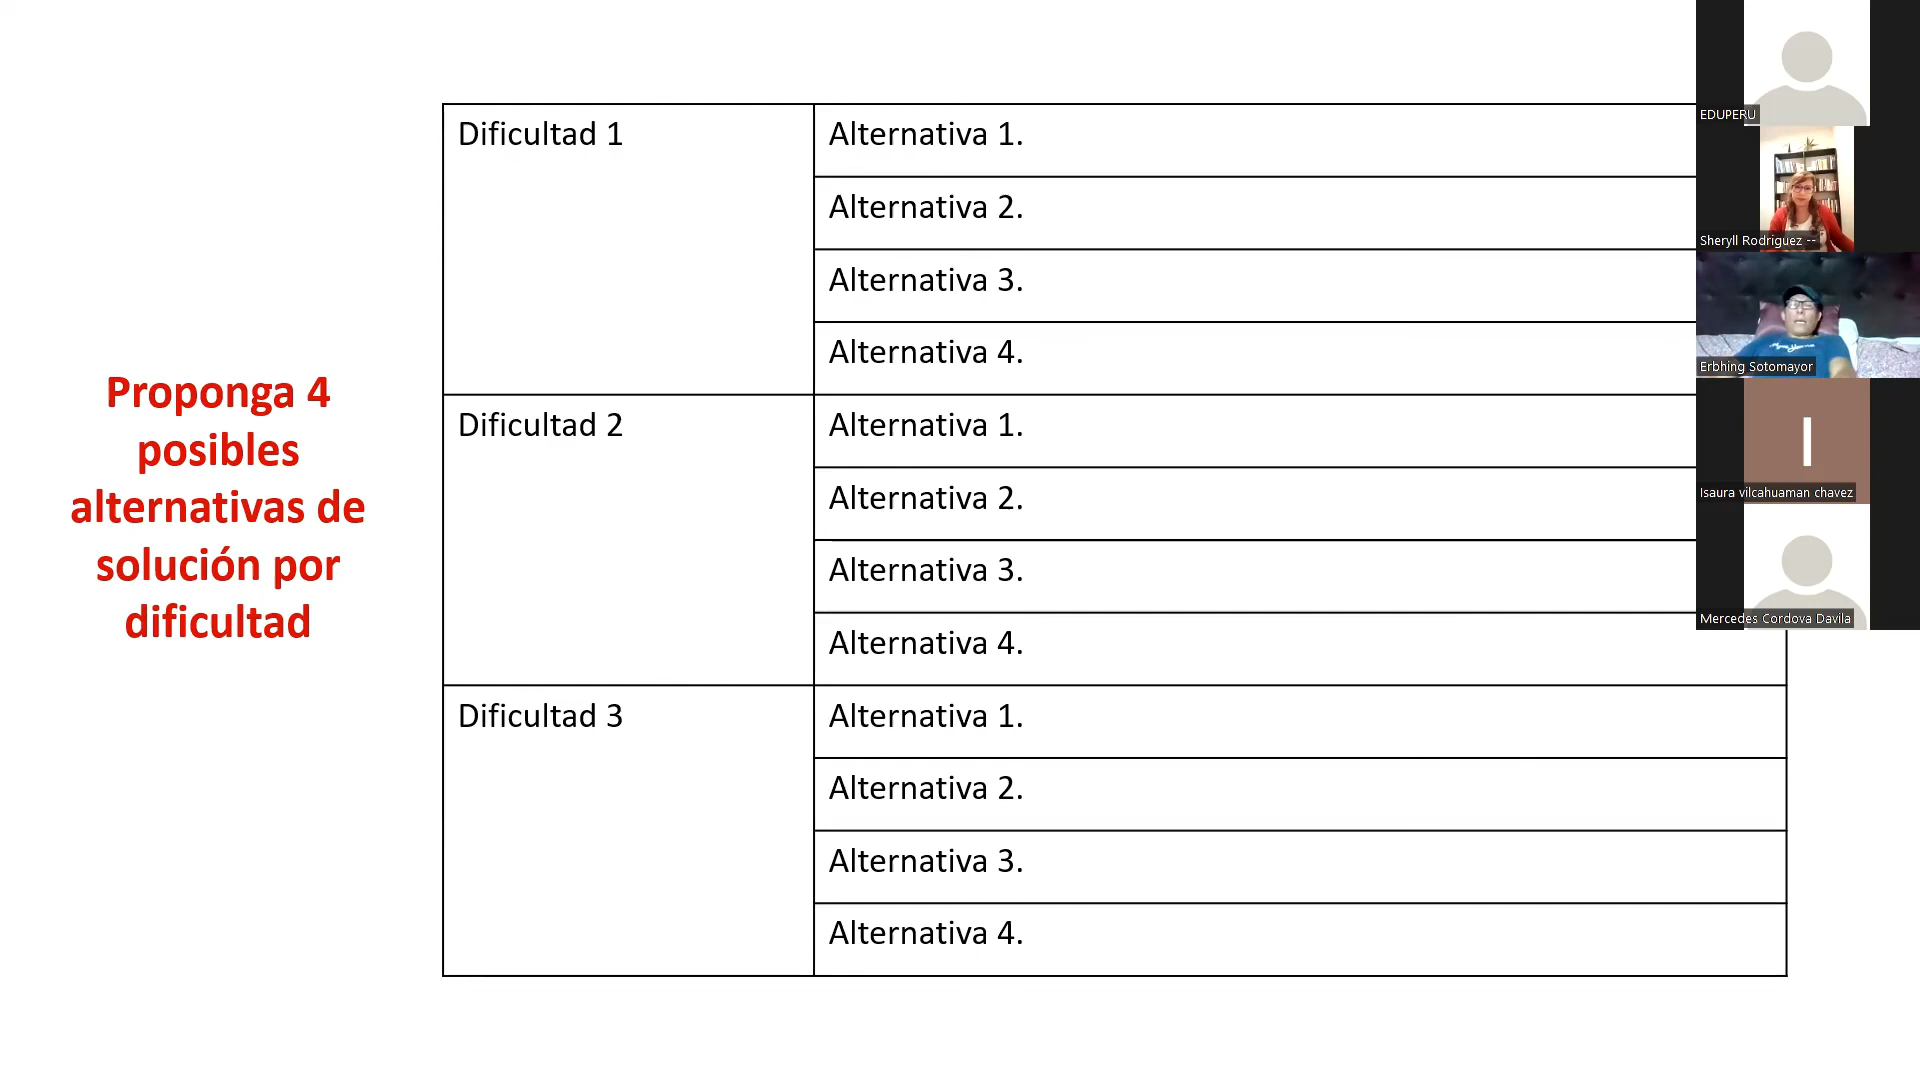 Proponga 4
posibles
alternativas de
solución por
dificultad
Dificultad 1
Alternativa 1.
Alternativa 2.
Alternativa 3.
Alternativa 4.
Dificultad 2
Alternativa 1.
Alternativa 2.
Alternativa 3.
Alternativa 4.
Dificultad 3
Alternativa 1.
Alternativa 2.
Alternativa 3.
Alternativa 4.
EDUPERU
Sheryll Rodriguez --
Erbhing Sotomayor
I
Isaura vilcahuaman chavez
Mercedes Cordova Davila